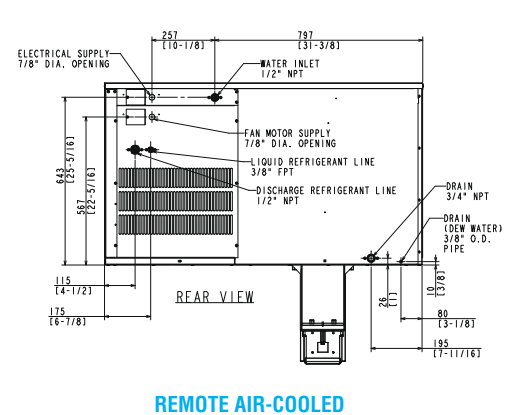 257
[10-1/8]
797
[31-3/8]
ELECTRICAL SUPPLY
7/8" DIA. OPENING
WATER INLET
1/2" NPT
FAN MOTOR SUPPLY
7/8" DIA. OPENING
LIQUID REFRIGERANT LINE
3/8" FPT
DISCHARGE REFRIGERANT LINE
1/2" NPT
643
[25-5/16]
567
[22-5/16]
DRAIN
3/4" NPT
DRAIN
(DEW WATER)
3/8" O.D.
PIPE
115
[4-1/2]
175
[6-7/8]
REAR VIEW
26
[1]
10
[3/8]
80
[3-1/8]
195
[7-11/16]
REMOTE AIR-COOLED